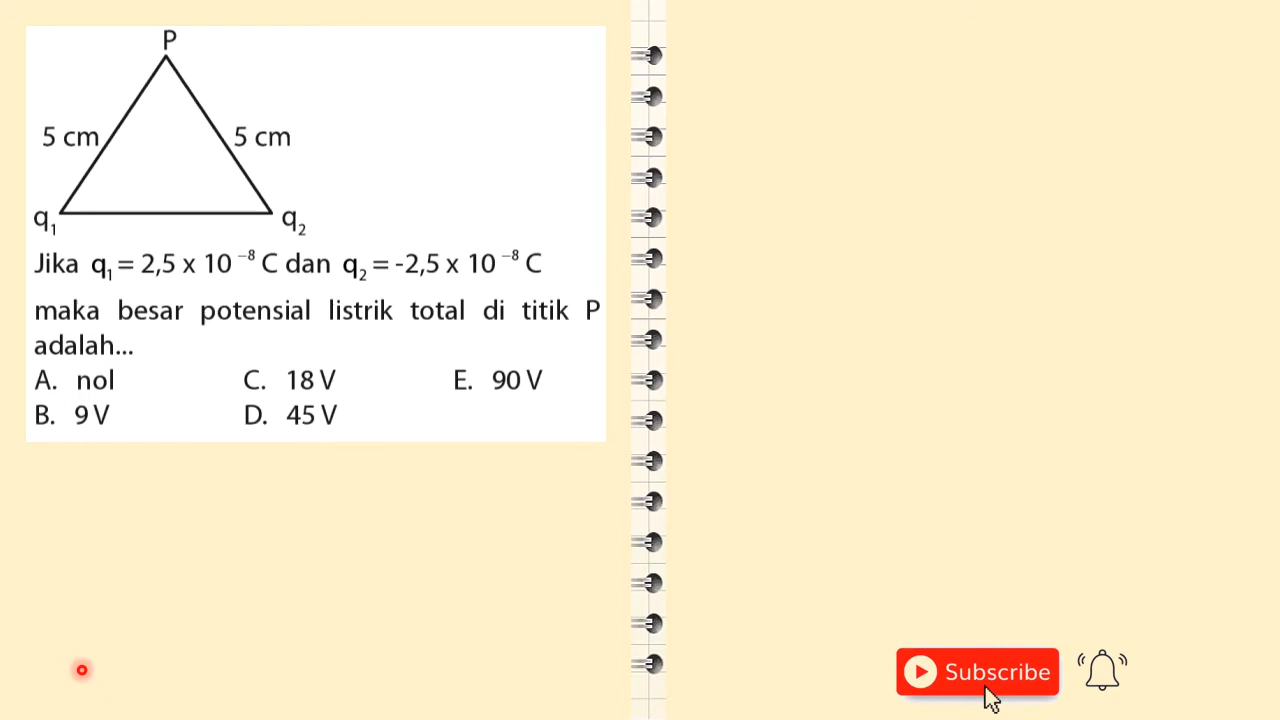 P
5 cm 5 cm
q₁ q₂
Jika q₁ = 2,5 x 10 ⁻⁸ C dan q₂ = -2,5 x 10 ⁻⁸ C
maka besar potensial listrik total di titik P
adalah...
A. nol C. 18 V E. 90 V
B. 9 V D. 45 V
Subscribe